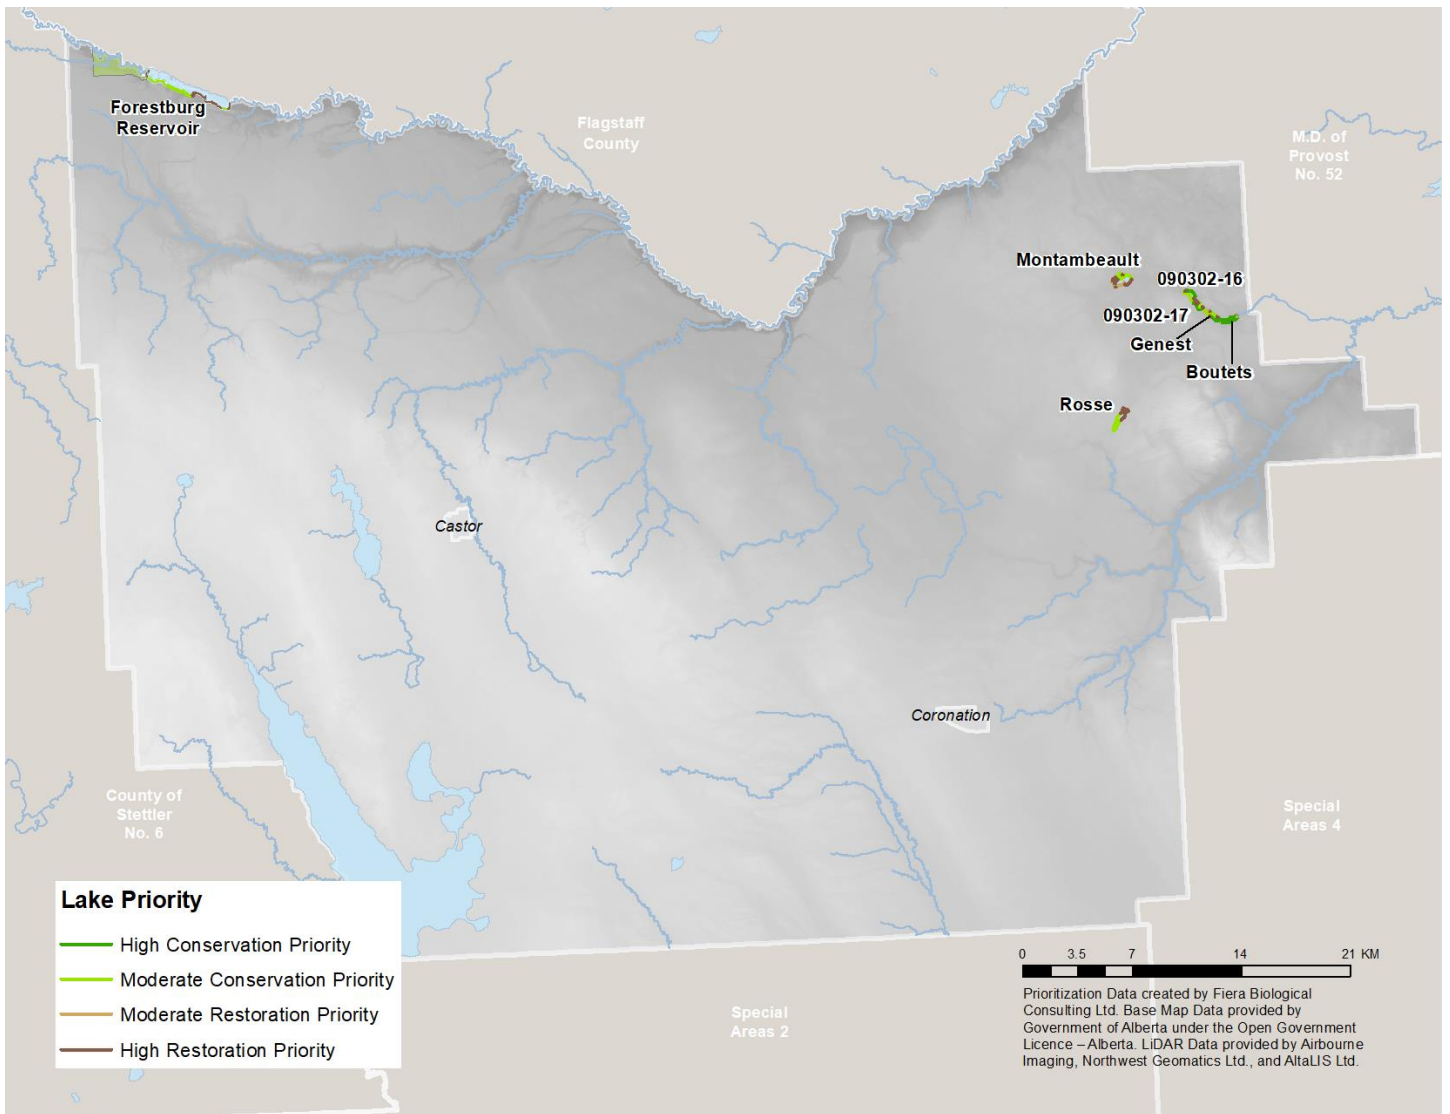 Forestburg
Reservoir
Flagstaff
County
M.D. of
Provost
No. 52
Montambeault
090302-16
090302-17
Genest
Boutets
Rosse
Castor
Coronation
County of
Stettler
No. 6
Special
Areas 4
Special
Areas 2
Lake Priority
High Conservation Priority
Moderate Conservation Priority
Moderate Restoration Priority
High Restoration Priority
0 3.5 7 14 21 KM
Prioritization Data created by Fiera Biological
Consulting Ltd. Base Map Data provided by
Government of Alberta under the Open Government
Licence – Alberta. LiDAR Data provided by Airbourne
Imaging, Northwest Geomatics Ltd., and AltaLIS Ltd.